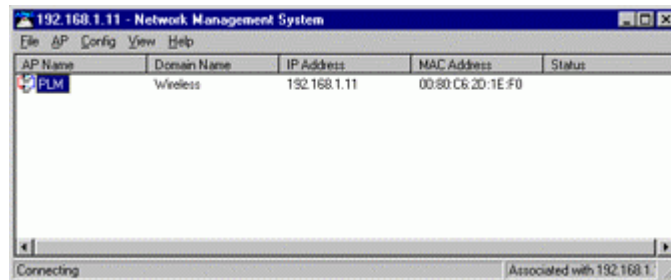 192.168.1.11 - Network Management System
File AP Config View Help
AP Name Domain Name IP Address MAC Address Status
PLM Wireless 192.168.1.11 00:80:C6:2D:1E:F0
Connecting Associated with 192.168.1